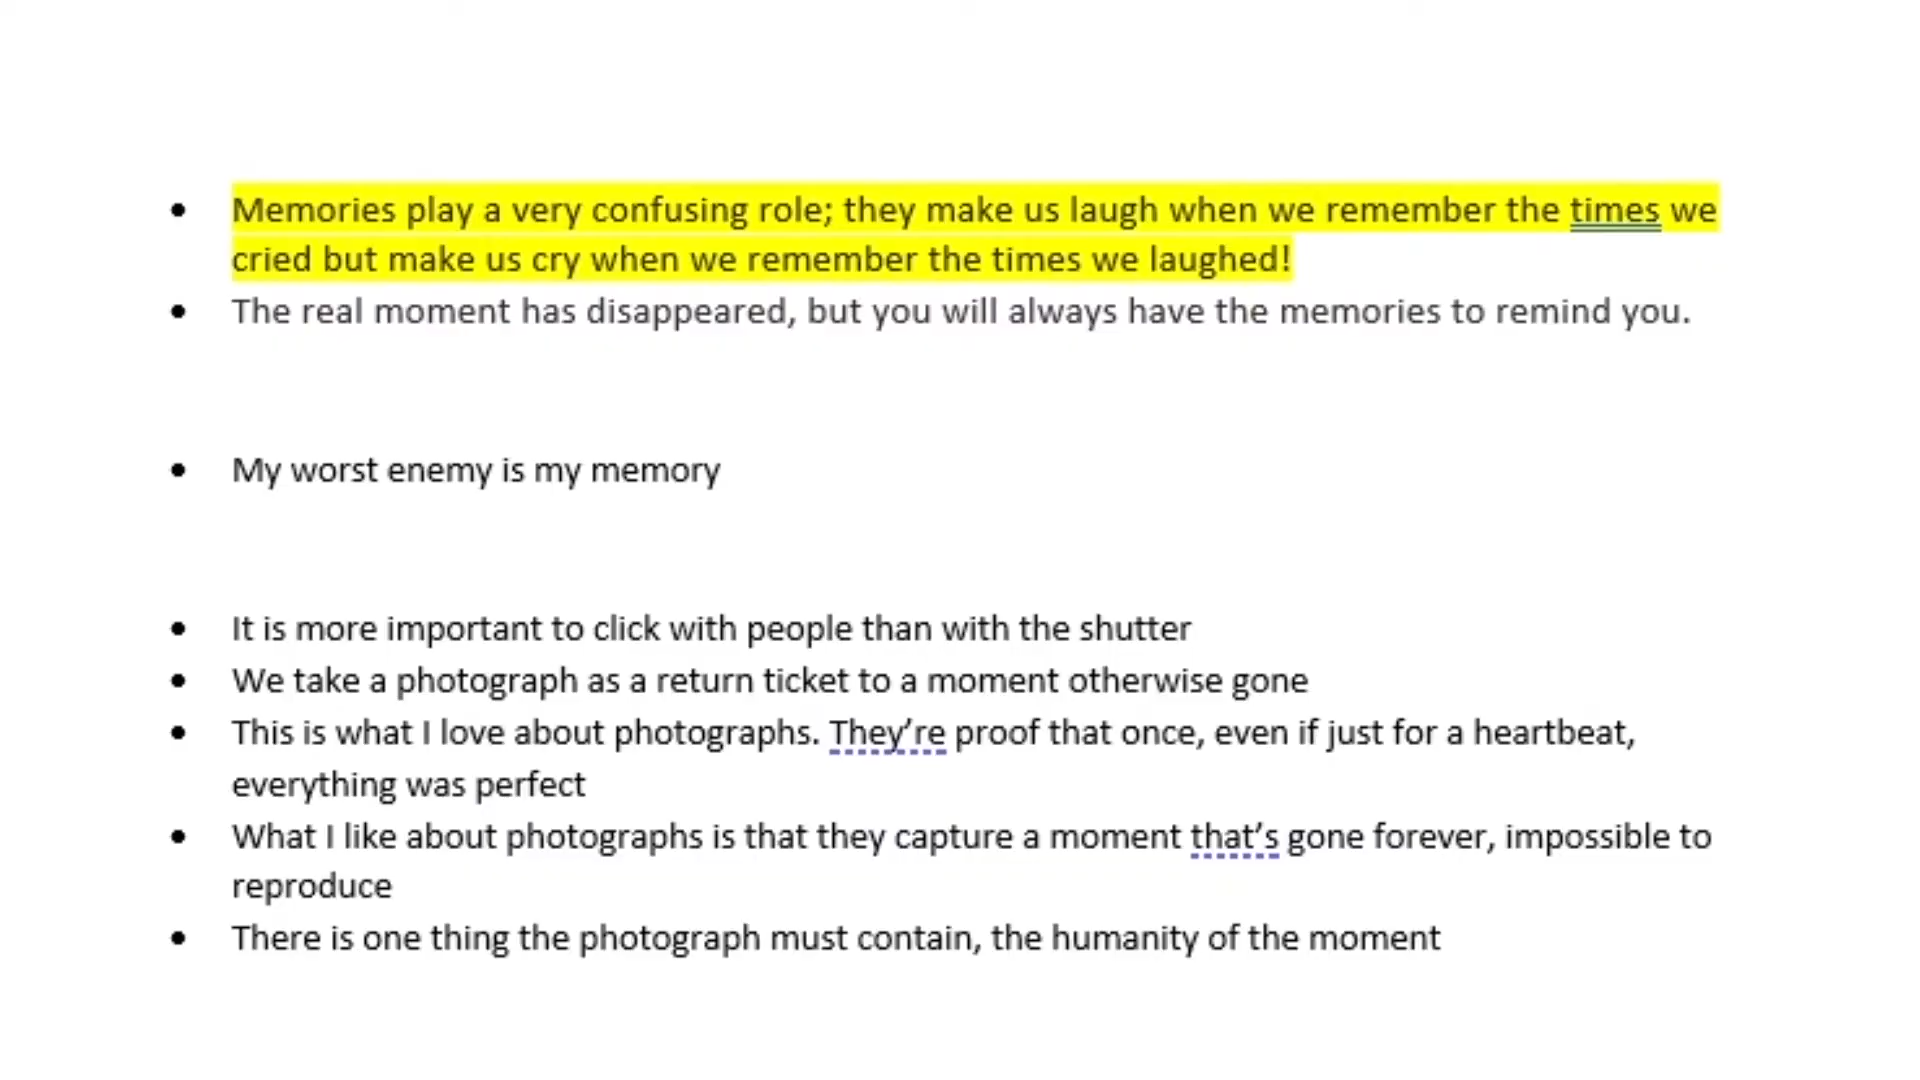 • Memories play a very confusing role; they make us laugh when we remember the times we
cried but make us cry when we remember the times we laughed!
• The real moment has disappeared, but you will always have the memories to remind you.
• My worst enemy is my memory
• It is more important to click with people than with the shutter
• We take a photograph as a return ticket to a moment otherwise gone
• This is what I love about photographs. They’re proof that once, even if just for a heartbeat,
everything was perfect
• What I like about photographs is that they capture a moment that’s gone forever, impossible to
reproduce
• There is one thing the photograph must contain, the humanity of the moment